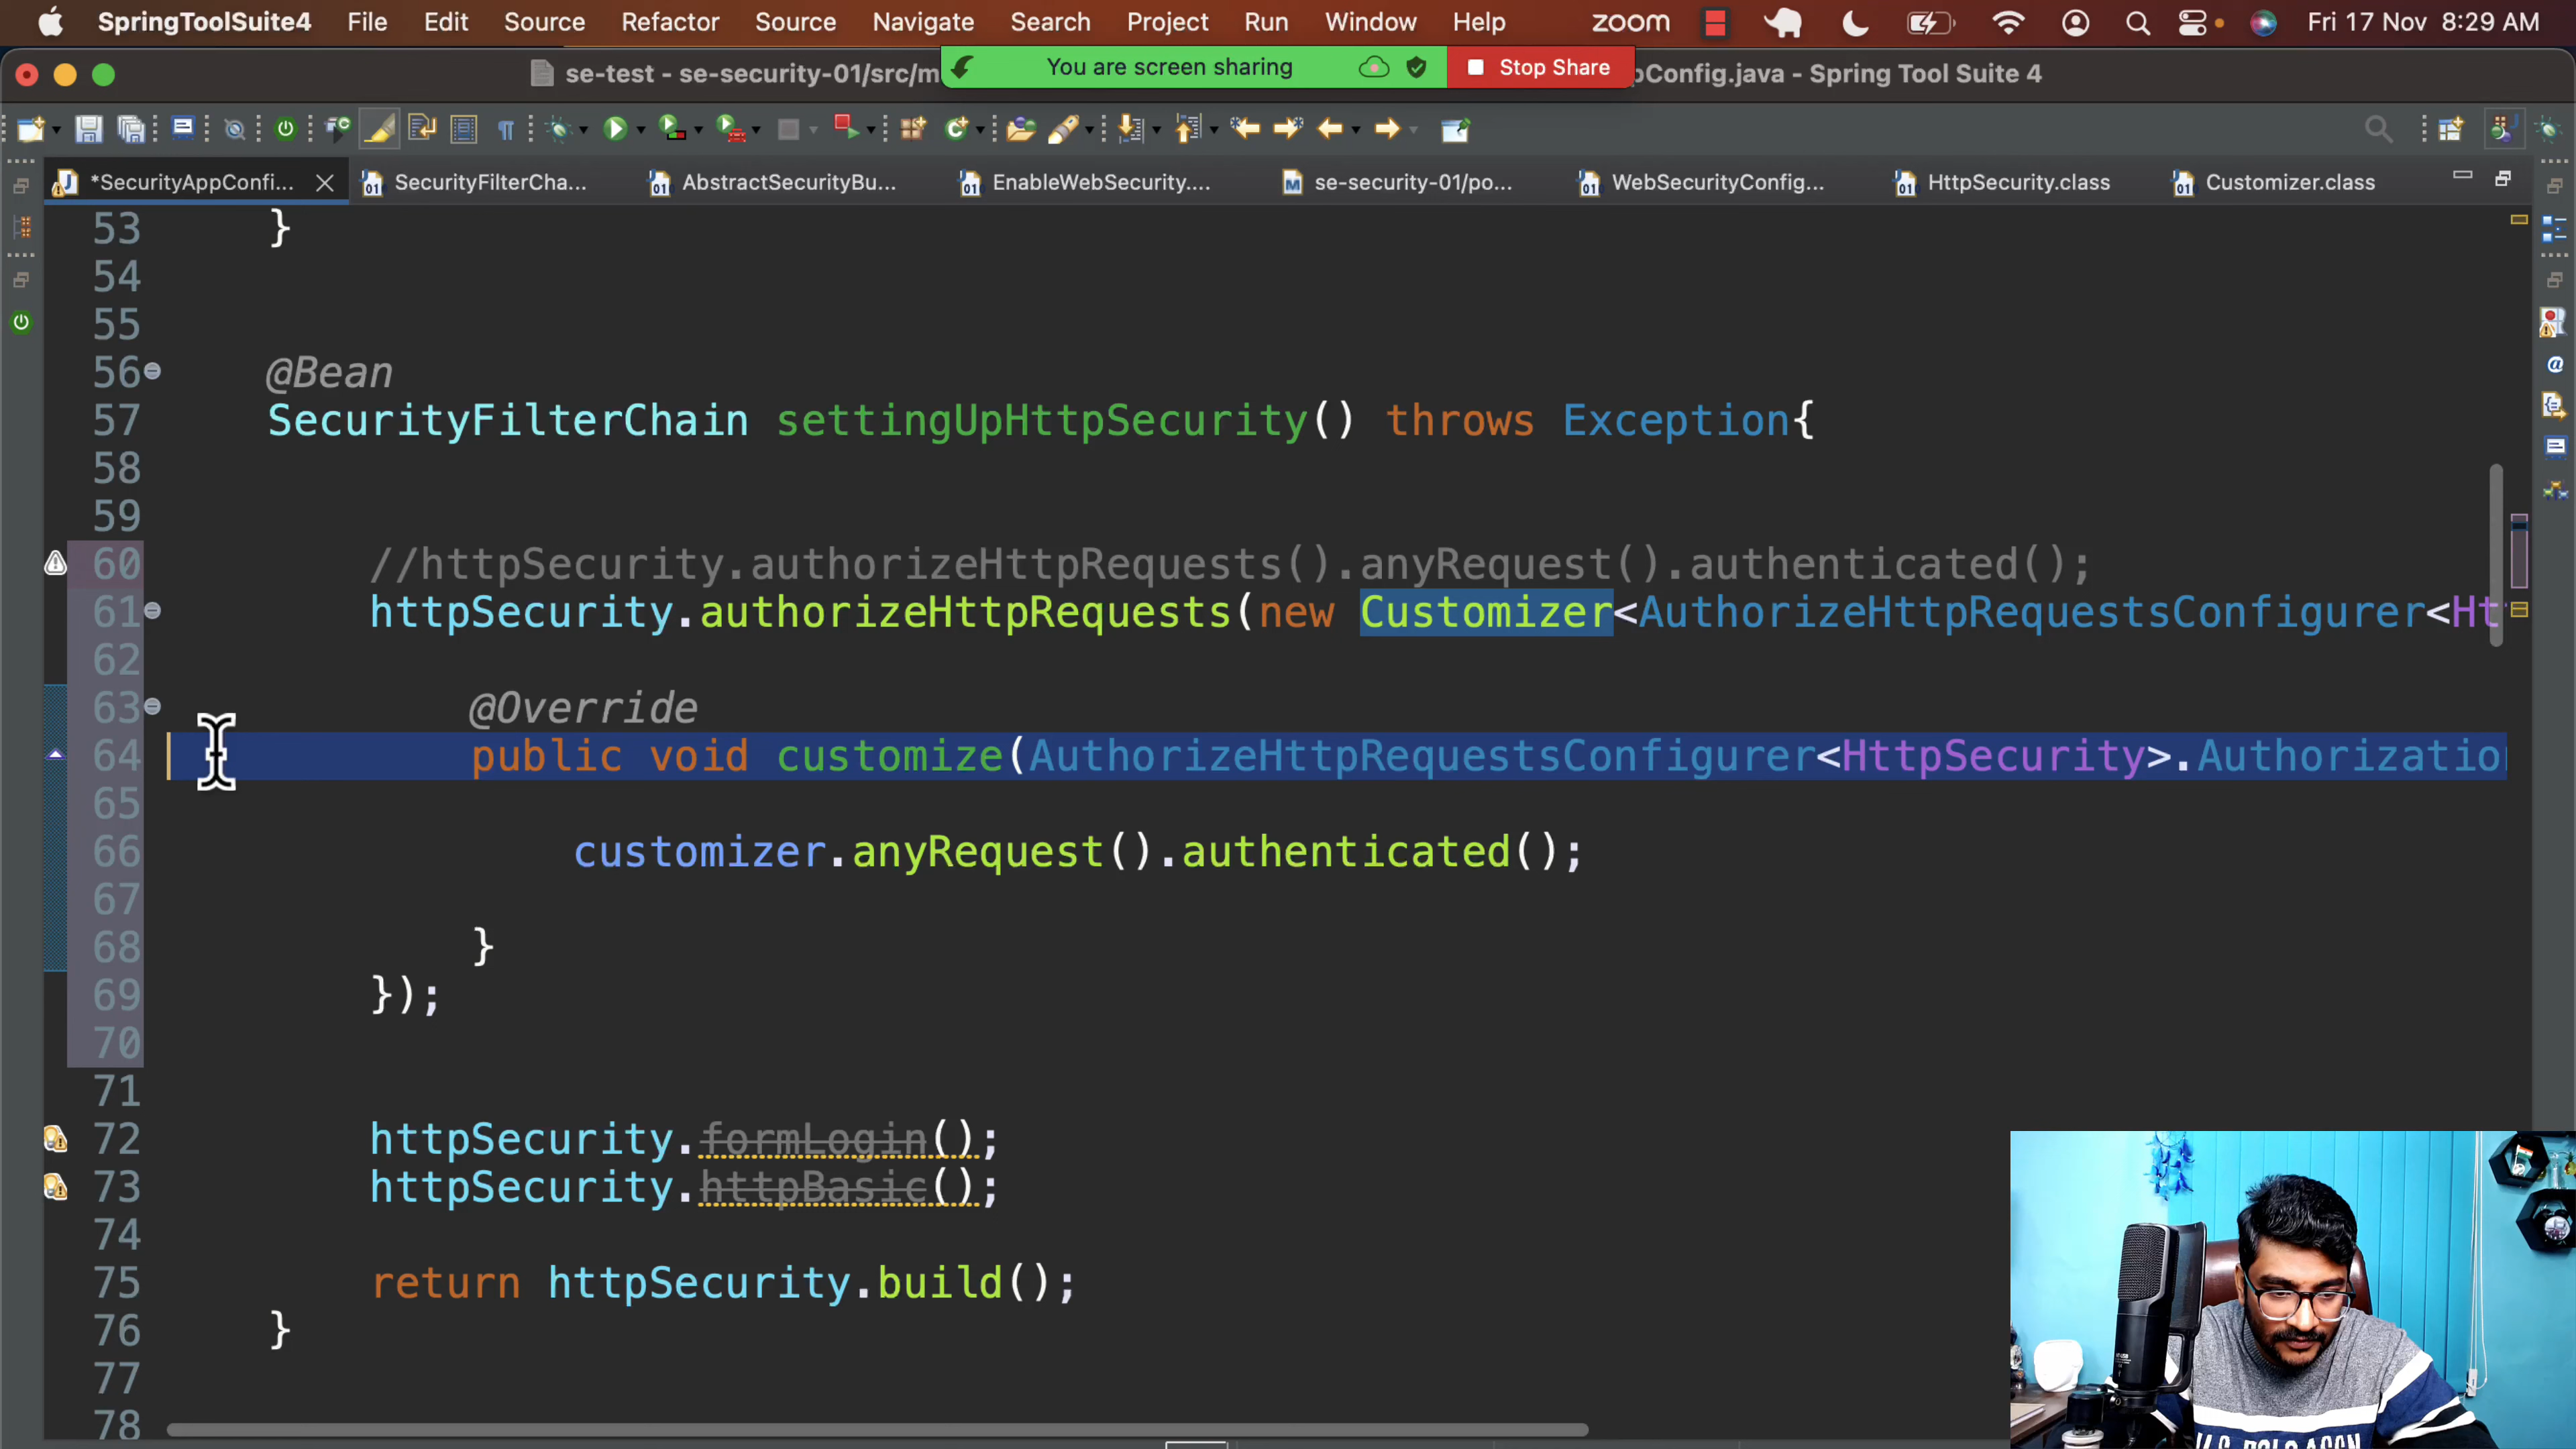 SpringToolSuite4 File Edit Source Refactor Source Navigate Search Project Run Window Help zoom Fri 17 Nov 8:29 AM
se-test - se-security-01/src/m You are screen sharing Stop Share pConfig.java - Spring Tool Suite 4
*SecurityAppConfi... SecurityFilterCha... AbstractSecurityBu... EnableWebSecurity.... se-security-01/po... WebSecurityConfig... HttpSecurity.class Customizer.class
53 }
54
55
56 @Bean
57 SecurityFilterChain settingUpHttpSecurity() throws Exception{
58
59
60 //httpSecurity.authorizeHttpRequests().anyRequest().authenticated();
61 httpSecurity.authorizeHttpRequests(new Customizer<AuthorizeHttpRequestsConfigurer<Ht
62
63 @Override
64 public void customize(AuthorizeHttpRequestsConfigurer<HttpSecurity>.Authorizatio
65
66 customizer.anyRequest().authenticated();
67
68 }
69 });
70
71
72 httpSecurity.formLogin();
73 httpSecurity.httpBasic();
74
75 return httpSecurity.build();
76 }
77
78